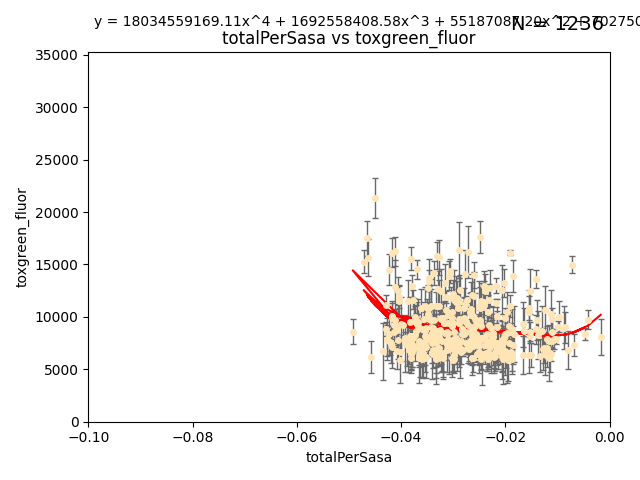 y = 18034559169.11x^4 + 1692558408.58x^3 +
N = 1236
totalPerSasa vs toxgreen_fluor
35000
30000
25000
20000
15000
10000
5000
0
toxgreen_fluor
−0.10
−0.08
−0.06
−0.04
−0.02
0.00
totalPerSasa